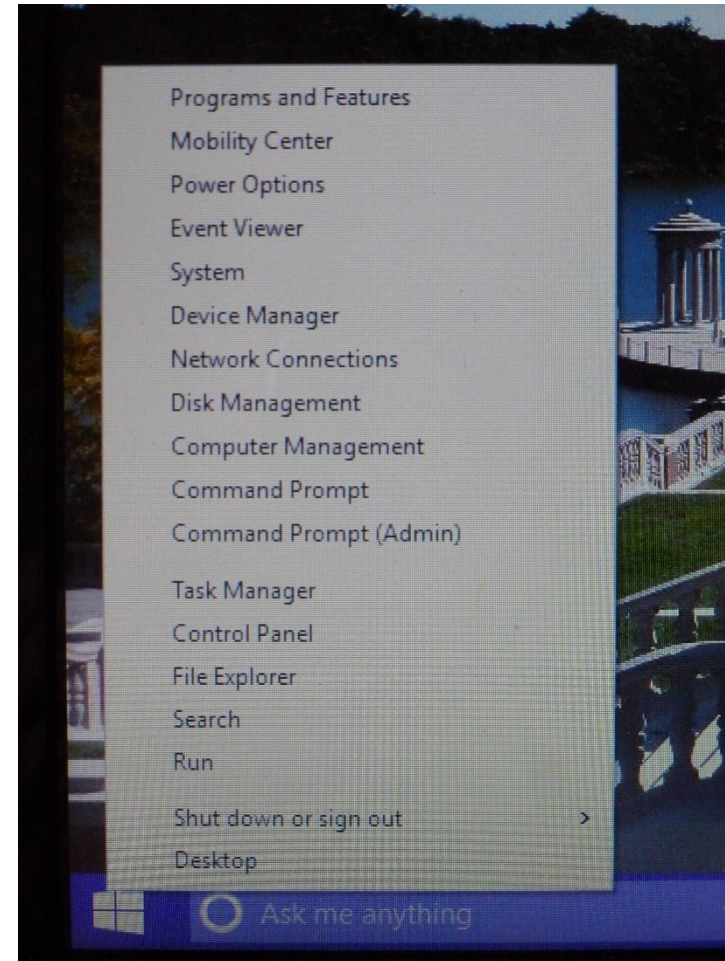 Programs and Features
Mobility Center
Power Options
Event Viewer
System
Device Manager
Network Connections
Disk Management
Computer Management
Command Prompt
Command Prompt (Admin)
Task Manager
Control Panel
File Explorer
Search
Run
Shut down or sign out
Desktop
Ask me anything